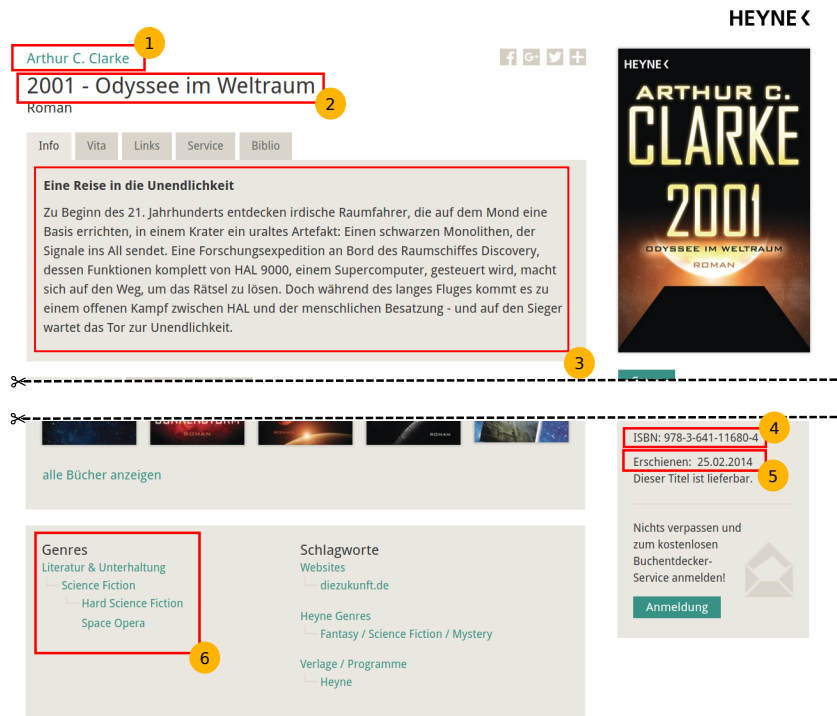 HEYNE<
1
Arthur C. Clarke
2001 - Odyssee im Weltraum
2
Roman
Info Vita Links Service Biblio
Eine Reise in die Unendlichkeit
Zu Beginn des 21. Jahrhunderts entdecken irdische Raumfahrer, die auf dem Mond eine
Basis errichten, in einem Krater ein uraltes Artefakt: Einen schwarzen Monolithen, der
Signale ins All sendet. Eine Forschungsexpedition an Bord des Raumschiffes Discovery,
dessen Funktionen komplett von HAL 9000, einem Supercomputer, gesteuert wird, macht
sich auf den Weg, um das Rätsel zu lösen. Doch während des langes Fluges kommt es zu
einem offenen Kampf zwischen HAL und der menschlichen Besatzung - und auf den Sieger
wartet das Tor zur Unendlichkeit.
3
HEYNE<
ARTHUR C.
CLARKE
2001
ODYSSEE IM WELTRAUM
ROMAN
ROMAN
ROMAN
ROMAN
alle Bücher anzeigen
4
ISBN: 978-3-641-11680-4
Erschienen: 25.02.2014
5
Dieser Titel ist lieferbar.
Nichts verpassen und
zum kostenlosen
Buchentdecker-
Service anmelden!
Anmeldung
Genres
Literatur & Unterhaltung
Science Fiction
Hard Science Fiction
Space Opera
6
Schlagworte
Websites
diezukunft.de
Heyne Genres
Fantasy / Science Fiction / Mystery
Verlage / Programme
Heyne